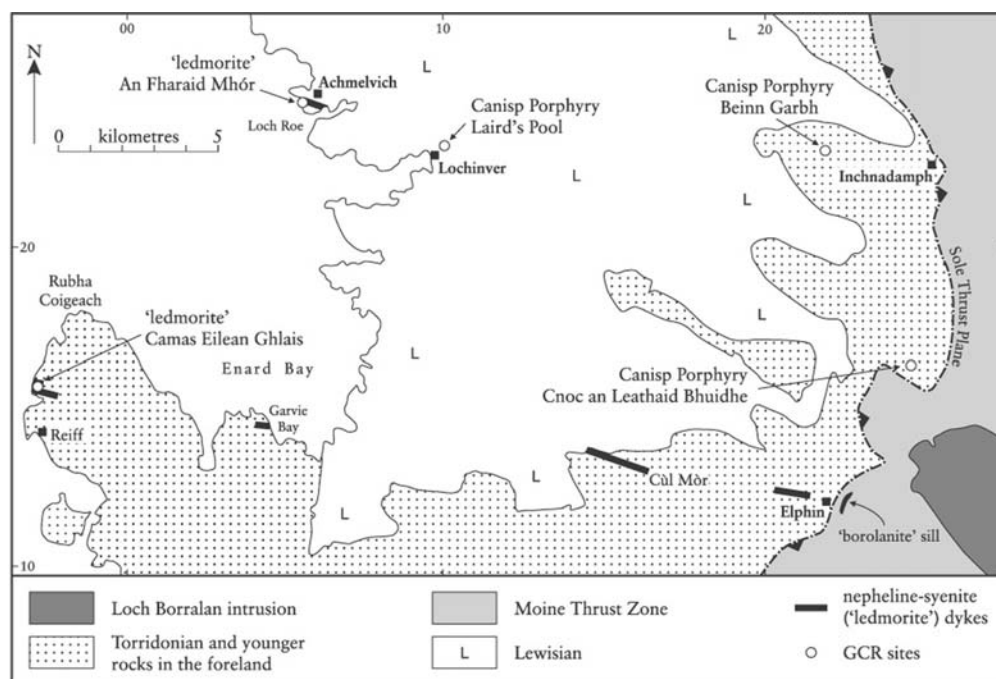 00
10
20
N
'ledmorite'
An Fharaid Mhór
Achmelvich
Loch Roe
0 kilometres 5
L
L
Canisp Porphyry
Laird's Pool
Lochinver
Canisp Porphyry
Beinn Garbh
Inchnadamph
L
L
20
Rubha
Coigeach
'ledmorite'
Camas Eilean Ghlais
Enard Bay
L
L
Sole Thrust Plane
Canisp Porphyry
Cnoc an Leathaid Bhuidhe
Reiff
Garvie
Bay
Cùl Mòr
Elphin
L
L
'borolanite' sill
10
Loch Borralan intrusion
Moine Thrust Zone
nepheline-syenite
('ledmorite') dykes
Torridonian and younger
rocks in the foreland
L
Lewisian
GCR sites